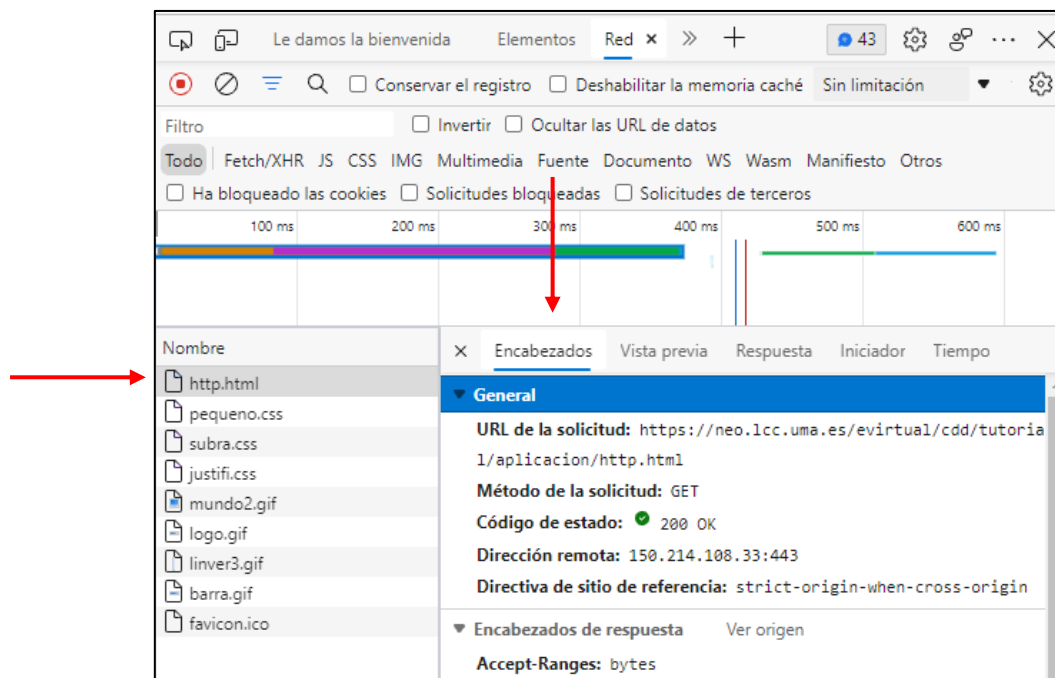 Le damos la bienvenida Elementos Red × » + 43 ···
Conservar el registro Deshabilitar la memoria caché Sin limitación
Filtro Invertir Ocultar las URL de datos
Todo Fetch/XHR JS CSS IMG Multimedia Fuente Documento WS Wasm Manifiesto Otros
Ha bloqueado las cookies Solicitudes bloqueadas Solicitudes de terceros
100 ms 200 ms 300 ms 400 ms 500 ms 600 ms
Nombre
http.html
pequeno.css
subra.css
justifi.css
mundo2.gif
logo.gif
linver3.gif
barra.gif
favicon.ico
× Encabezados Vista previa Respuesta Iniciador Tiempo
General
URL de la solicitud: https://neo.lcc.uma.es/evirtual/cdd/tutoria
l/aplicacion/http.html
Método de la solicitud: GET
Código de estado: 200 OK
Dirección remota: 150.214.108.33:443
Directiva de sitio de referencia: strict-origin-when-cross-origin
Encabezados de respuesta Ver origen
Accept-Ranges: bytes